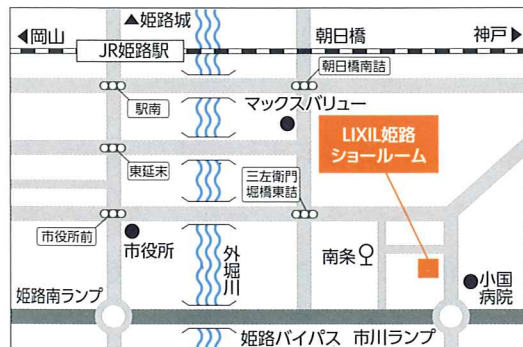 ▲姫路城
◀岡山
朝日橋
神戸▶
JR姫路駅
朝日橋南詰
駅南
マックスバリュー
LIXIL姫路
ショールーム
東延末
三左衛門
堀橋東詰
市役所前
市役所
外堀川
南条
小国
病院
姫路南ランプ
姫路バイパス
市川ランプ